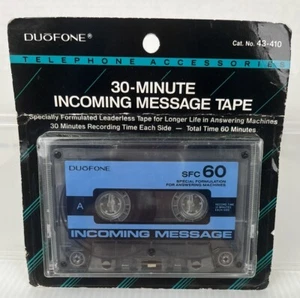 DUŏFONE®
Cat. No. 43-410
TELEPHONE ACCESSORIES
30-MINUTE
INCOMING MESSAGE TAPE
Specially Formulated Leaderless Tape for Longer Life in Answering Machines
30 Minutes Recording Time Each Side — Total Time 60 Minutes
DUŏFONE
SFC 60
SPECIAL FORMULATION
FOR ANSWERING MACHINES
A
INCOMING MESSAGE